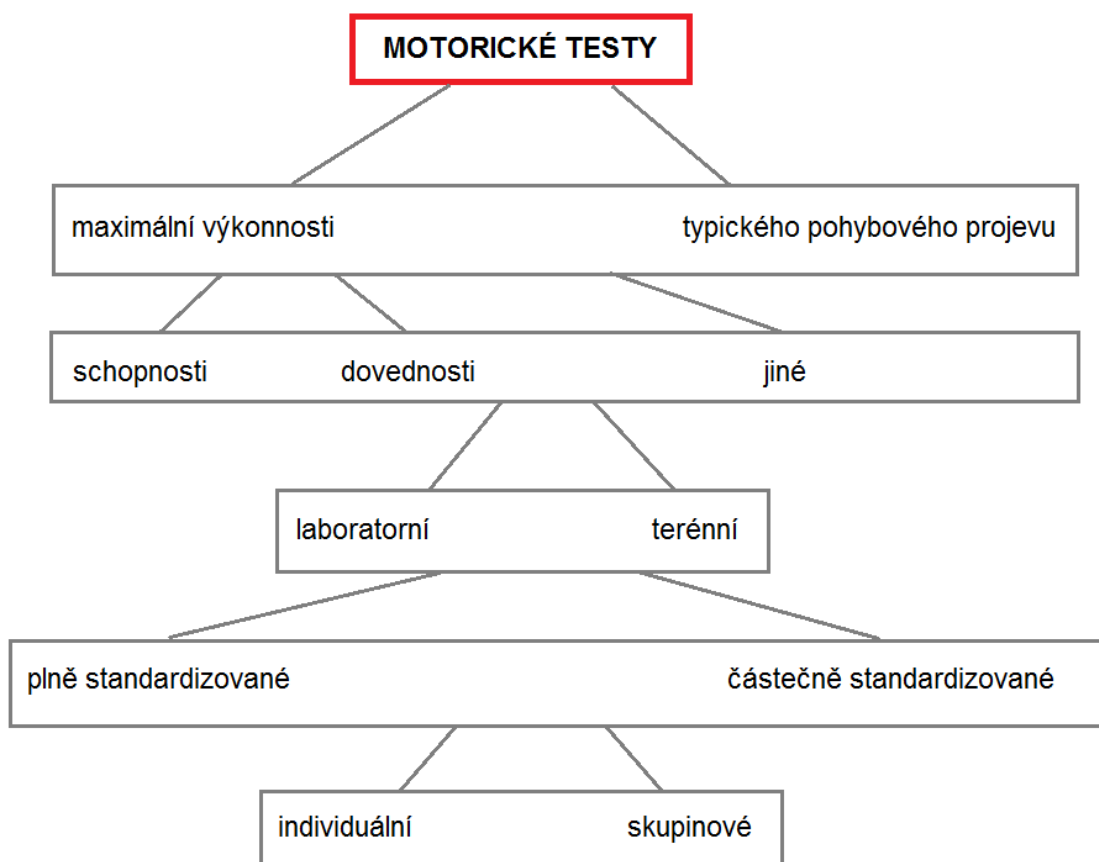 MOTORICKÉ TESTY
maximální výkonnosti typického pohybového projevu
schopnosti dovednosti jiné
laboratorní terénní
plně standardizované částečně standardizované
individuální skupinové